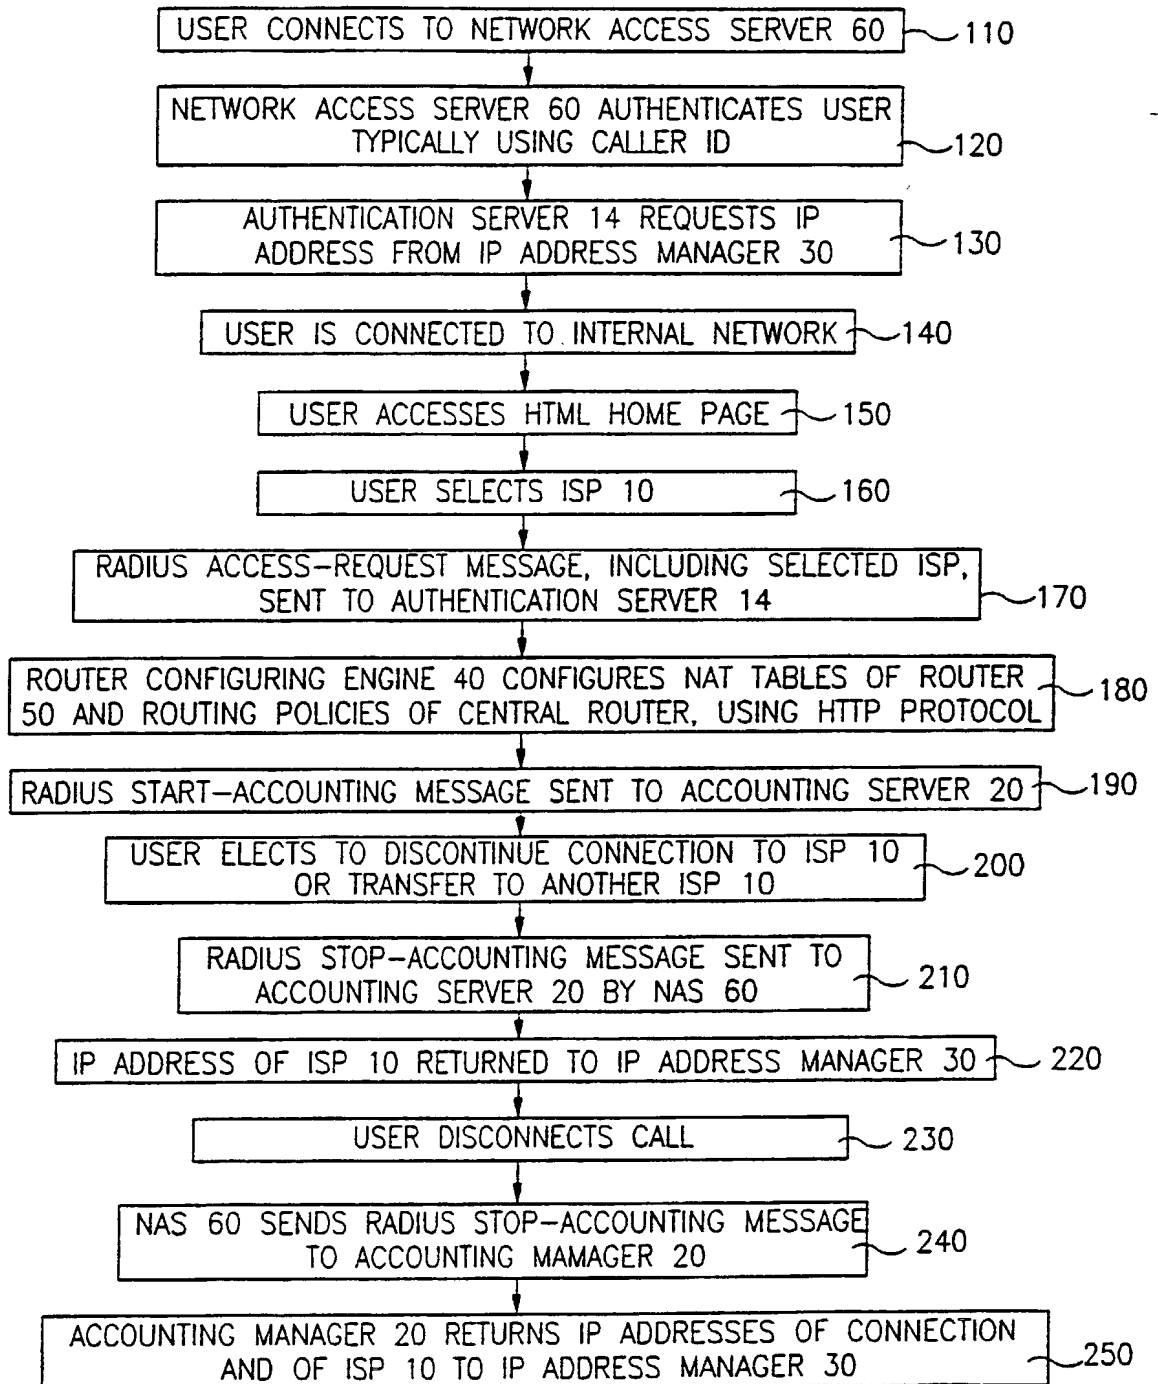 USER CONNECTS TO NETWORK ACCESS SERVER 60
110
NETWORK ACCESS SERVER 60 AUTHENTICATES USER
TYPICALLY USING CALLER ID
120
AUTHENTICATION SERVER 14 REQUESTS IP
ADDRESS FROM IP ADDRESS MANAGER 30
130
USER IS CONNECTED TO INTERNAL NETWORK
140
USER ACCESSES HTML HOME PAGE
150
USER SELECTS ISP 10
160
RADIUS ACCESS-REQUEST MESSAGE, INCLUDING SELECTED ISP,
SENT TO AUTHENTICATION SERVER 14
170
ROUTER CONFIGURING ENGINE 40 CONFIGURES NAT TABLES OF ROUTER
50 AND ROUTING POLICIES OF CENTRAL ROUTER, USING HTTP PROTOCOL
180
RADIUS START-ACCOUNTING MESSAGE SENT TO ACCOUNTING SERVER 20
190
USER ELECTS TO DISCONTINUE CONNECTION TO ISP 10
OR TRANSFER TO ANOTHER ISP 10
200
RADIUS STOP-ACCOUNTING MESSAGE SENT TO
ACCOUNTING SERVER 20 BY NAS 60
210
IP ADDRESS OF ISP 10 RETURNED TO IP ADDRESS MANAGER 30
220
USER DISCONNECTS CALL
230
NAS 60 SENDS RADIUS STOP-ACCOUNTING MESSAGE
TO ACCOUNTING MAMAGER 20
240
ACCOUNTING MANAGER 20 RETURNS IP ADDRESSES OF CONNECTION
AND OF ISP 10 TO IP ADDRESS MANAGER 30
250